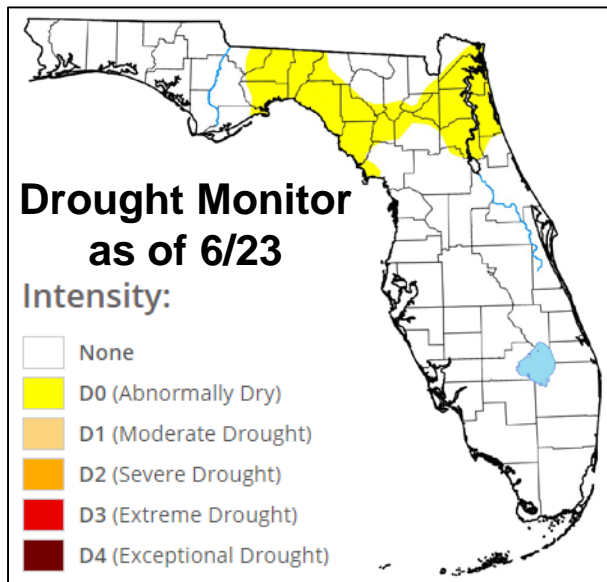 Drought Monitor
as of 6/23
Intensity:
None
D0 (Abnormally Dry)
D1 (Moderate Drought)
D2 (Severe Drought)
D3 (Extreme Drought)
D4 (Exceptional Drought)